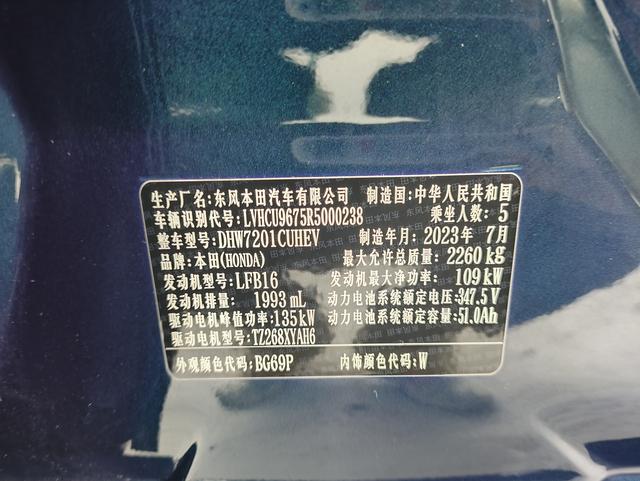 生产厂名:东风本田汽车有限公司 制造国:中华人民共和国
车辆识别代号:LVHCU9675R5000238 乘坐人数:5
整车型号:DHW7201CUHEV 制造年月:2023年 7月
品牌:本田(HONDA) 最大允许总质量:2260kg
发动机型号:LFB16 发动机最大净功率:109kW
发动机排量:1993mL 动力电池系统额定电压:347.5V
驱动电机峰值功率:135kW 动力电池系统额定容量:51.0Ah
驱动电机型号:TZ268XYAH6
外观颜色代码:BG69P 内饰颜色代码:W